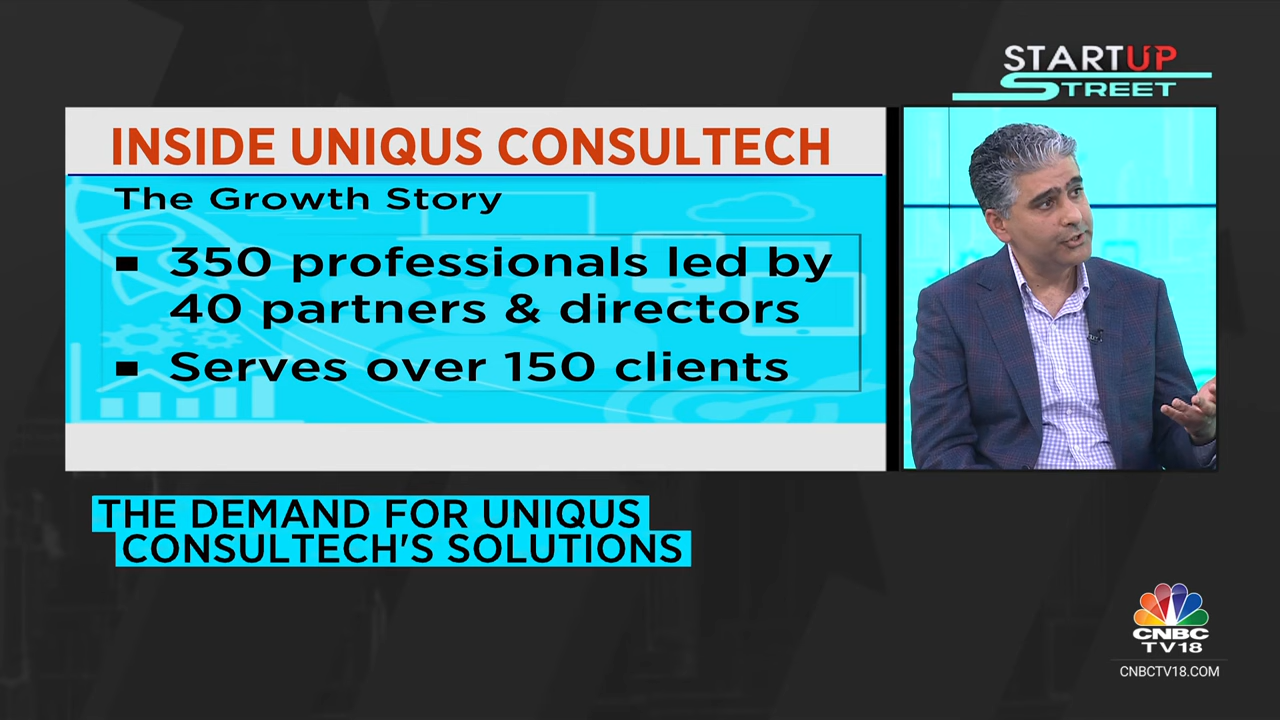 STARTUP
STREET
INSIDE UNIQUS CONSULTECH
The Growth Story
▪ 350 professionals led by
40 partners & directors
▪ Serves over 150 clients
THE DEMAND FOR UNIQUS
CONSULTECH'S SOLUTIONS
CNBC
TV18
CNBCTV18.COM